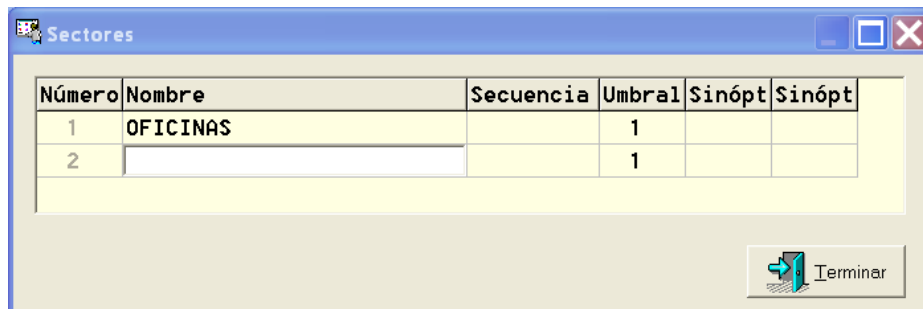 Sectores
Número Nombre Secuencia Umbral Sinópt Sinópt
1 OFICINAS 1
2 1
Terminar